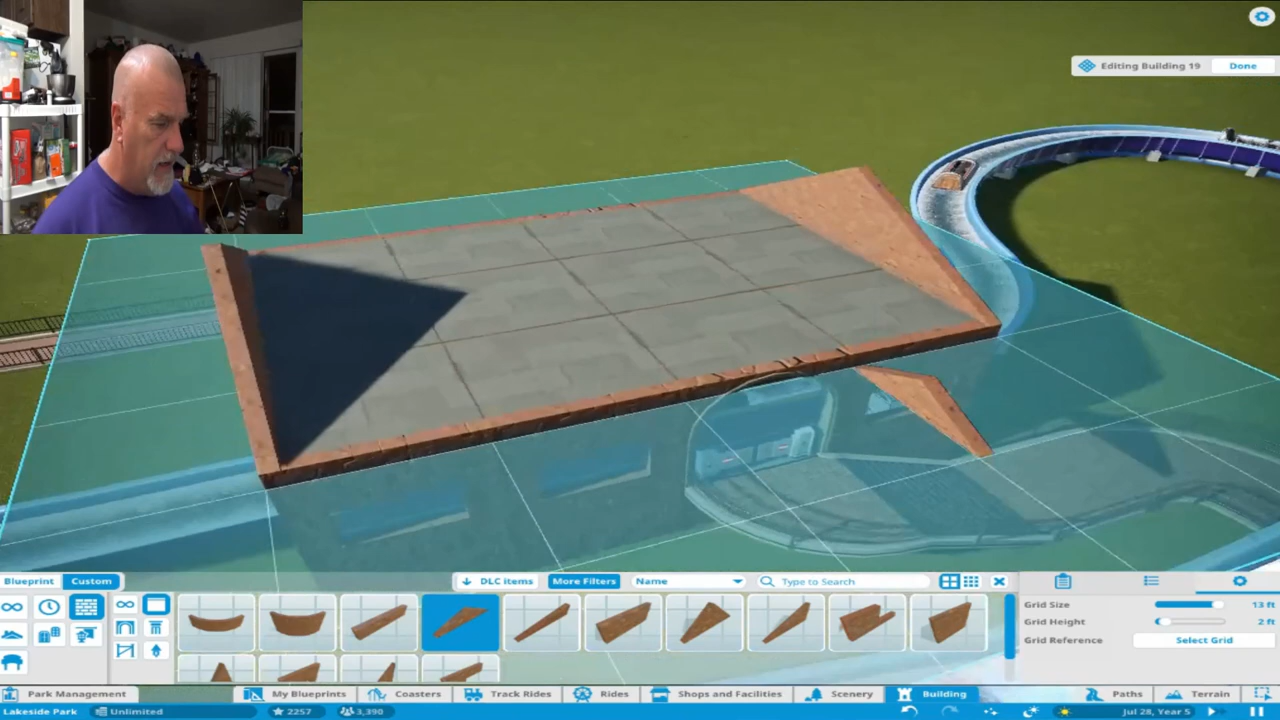 Editing Building 19 Done
Blueprint Custom DLC items More Filters Name Type to Search
Grid Size 13 ft
Grid Height 2 ft
Grid Reference Select Grid
Park Management My Blueprints Coasters Track Rides Rides Shops and Facilities Scenery Building Paths Terrain
Lakeside Park Unlimited 2257 3,390 Jul 28, Year 5